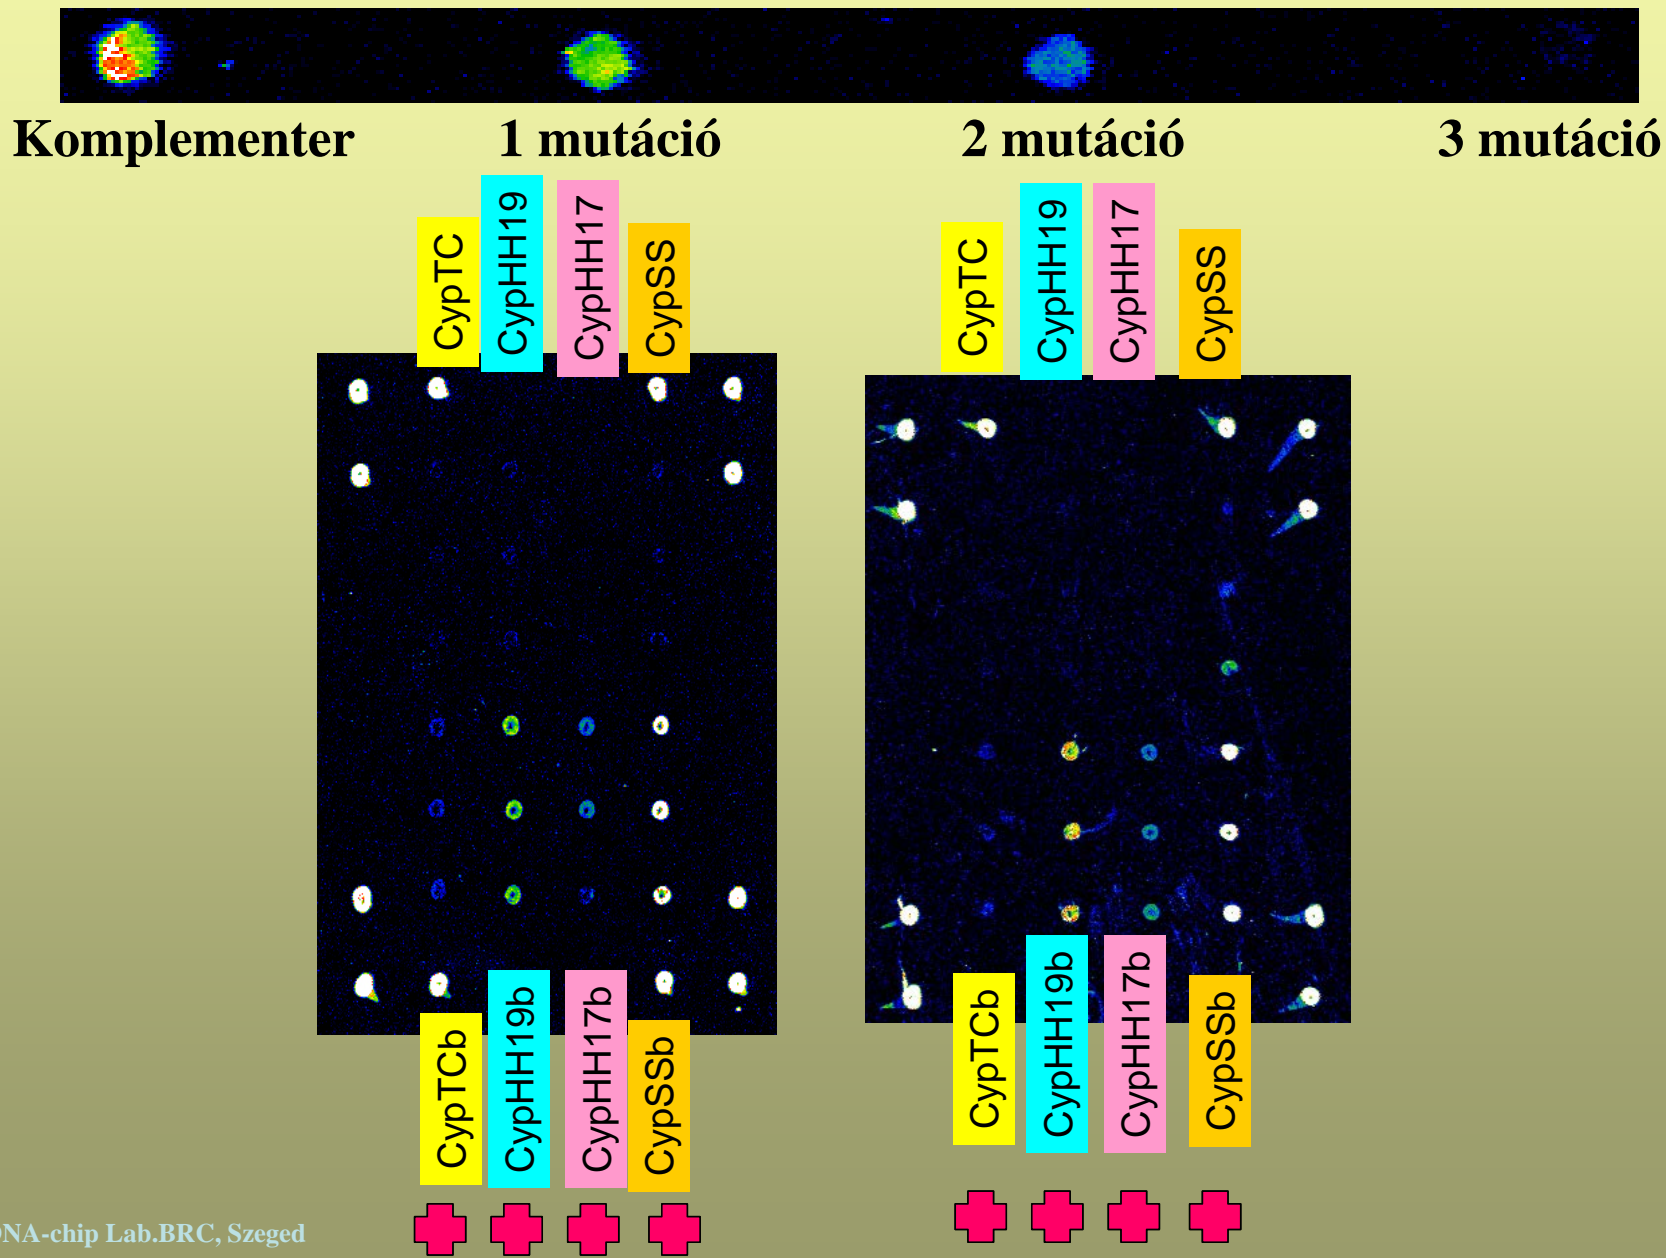 Komplementer 1 mutáció 2 mutáció 3 mutáció
CypTC CypHH19 CypHH17 CypSS
CypTC CypHH19 CypHH17 CypSS
CypTCb CypHH19b CypHH17b CypSSb
CypTCb CypHH19b CypHH17b CypSSb
NA-chip Lab.BRC, Szeged